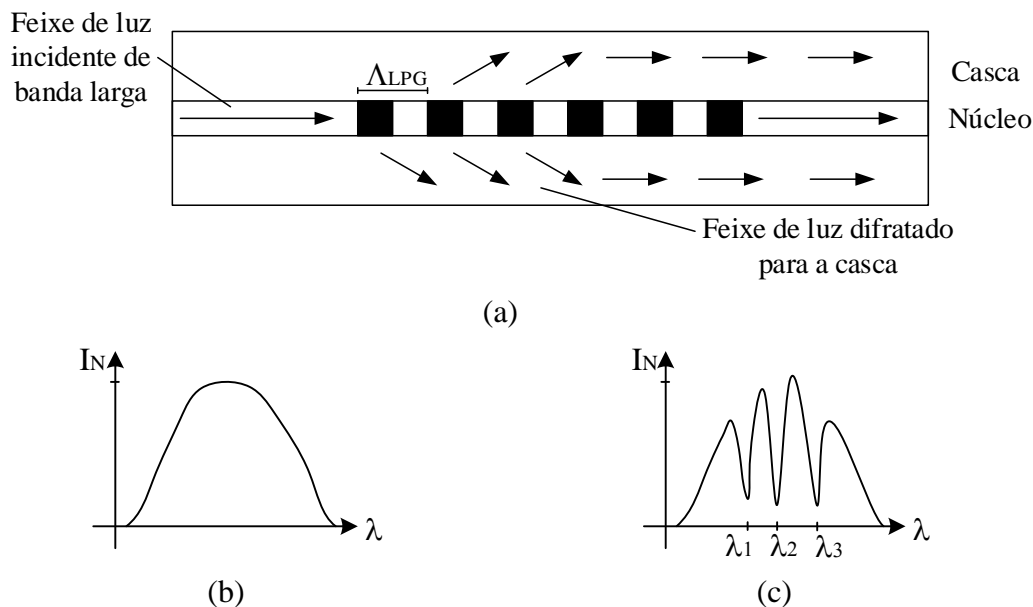 Feixe de luz
incidente de
banda larga
ΛLPG
Casca
Núcleo
Feixe de luz difratado
para a casca
(a)
IN
λ
(b)
IN
λ1 λ2 λ3
λ
(c)